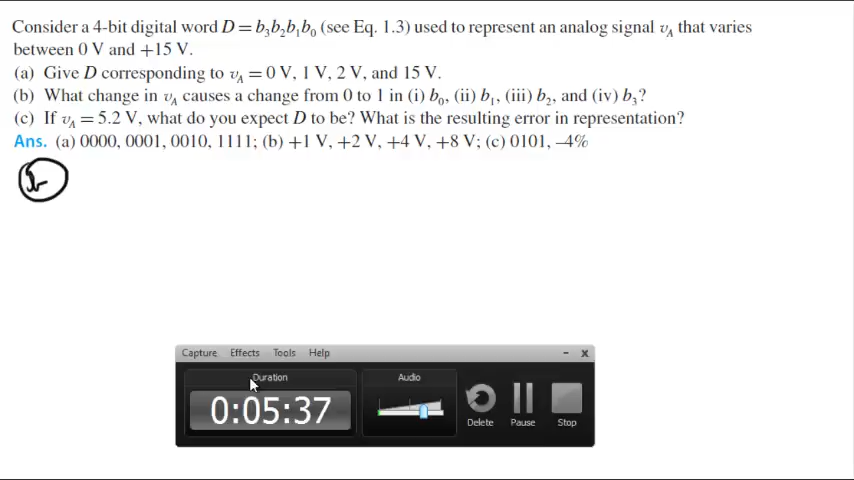 Consider a 4-bit digital word D = b₃b₂b₁b₀ (see Eq. 1.3) used to represent an analog signal v_A that varies
between 0 V and +15 V.
(a) Give D corresponding to v_A = 0 V, 1 V, 2 V, and 15 V.
(b) What change in v_A causes a change from 0 to 1 in (i) b₀, (ii) b₁, (iii) b₂, and (iv) b₃?
(c) If v_A = 5.2 V, what do you expect D to be? What is the resulting error in representation?
Ans. (a) 0000, 0001, 0010, 1111; (b) +1 V, +2 V, +4 V, +8 V; (c) 0101, –4%
Capture Effects Tools Help
Duration Audio
0:05:37
Delete Pause Stop